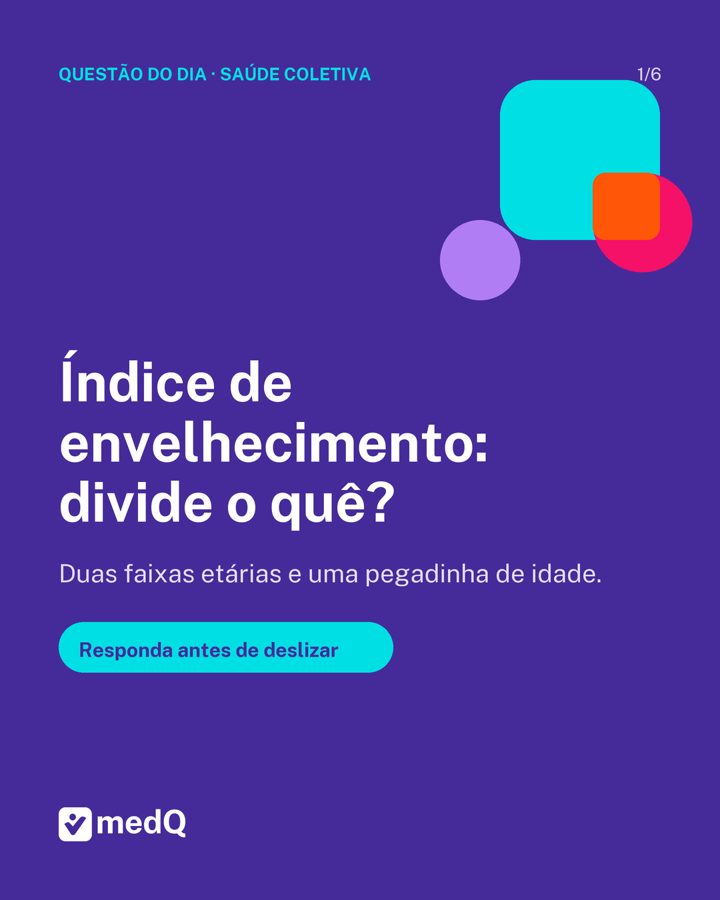 QUESTÃO DO DIA · SAÚDE COLETIVA
1/6
Índice de
envelhecimento:
divide o quê?
Duas faixas etárias e uma pegadinha de idade.
Responda antes de deslizar
medQ